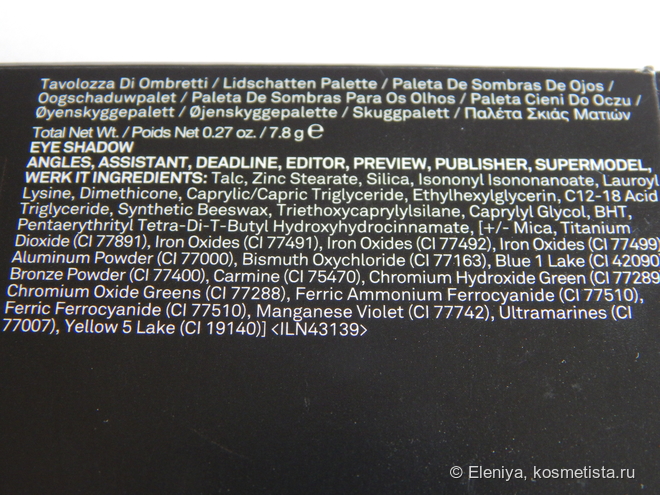 Tavolozza Di Ombretti / Lidschatten Palette / Paleta De Sombras De Ojos /
Oogschaduwpalet / Paleta De Sombras Para Os Olhos / Paleta Cieni Do Oczu /
Øyenskyggepalett / Øjenskyggepalette / Skuggpalett / Παλέτα Σκιάς Ματιών
Total Net Wt. / Poids Net 0.27 oz. / 7.8 g ℮
EYE SHADOW
ANGLES, ASSISTANT, DEADLINE, EDITOR, PREVIEW, PUBLISHER, SUPERMODEL,
WERK IT INGREDIENTS: Talc, Zinc Stearate, Silica, Isononyl Isononanoate, Lauroyl
Lysine, Dimethicone, Caprylic/Capric Triglyceride, Ethylhexylglycerin, C12-18 Acid
Triglyceride, Synthetic Beeswax, Triethoxycaprylylsilane, Caprylyl Glycol, BHT,
Pentaerythrityl Tetra-Di-T-Butyl Hydroxyhydrocinnamate, [+/- Mica, Titanium
Dioxide (CI 77891), Iron Oxides (CI 77491), Iron Oxides (CI 77492), Iron Oxides (CI 77499)
Aluminum Powder (CI 77000), Bismuth Oxychloride (CI 77163), Blue 1 Lake (CI 42090)
Bronze Powder (CI 77400), Carmine (CI 75470), Chromium Hydroxide Green (CI 77289
Chromium Oxide Greens (CI 77288), Ferric Ammonium Ferrocyanide (CI 77510),
Ferric Ferrocyanide (CI 77510), Manganese Violet (CI 77742), Ultramarines (CI
77007), Yellow 5 Lake (CI 19140)] <ILN43139>
© Eleniya, kosmetista.ru